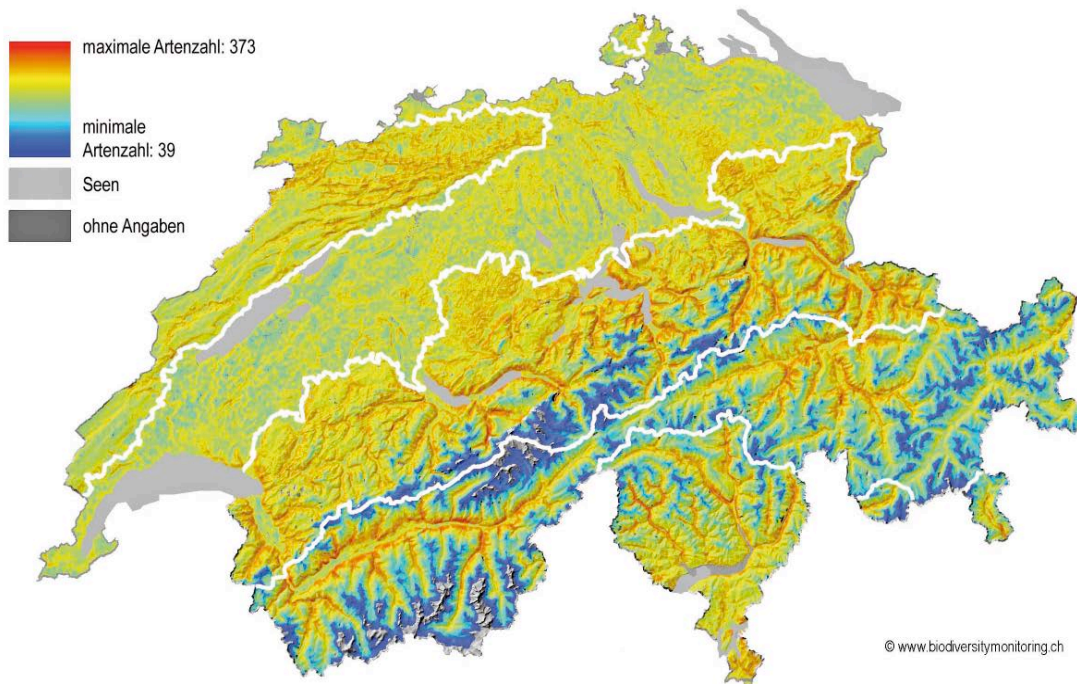 maximale Artenzahl: 373
minimale
Artenzahl: 39
Seen
ohne Angaben
© www.biodiversitymonitoring.ch